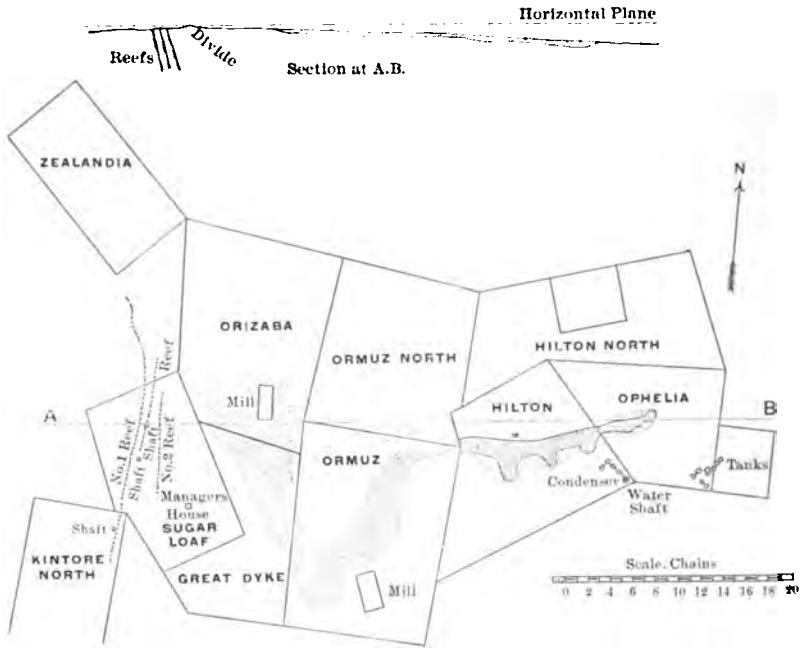 Horizontal Plane
Reefs
Divide
Section at A.B.
ZEALANDIA
N
ORIZABA
ORMUZ NORTH
HILTON NORTH
Reef
Mill
A
HILTON
OPHELIA
B
No.1 Reef
Shaft
Shaft
No.2 Reef
ORMUZ
Tanks
Condenser
Water
Shaft
Managers
House
SUGAR
LOAF
Shaft
KINTORE
NORTH
GREAT DYKE
Mill
Scale. Chains
0 2 4 6 8 10 12 14 16 18 20